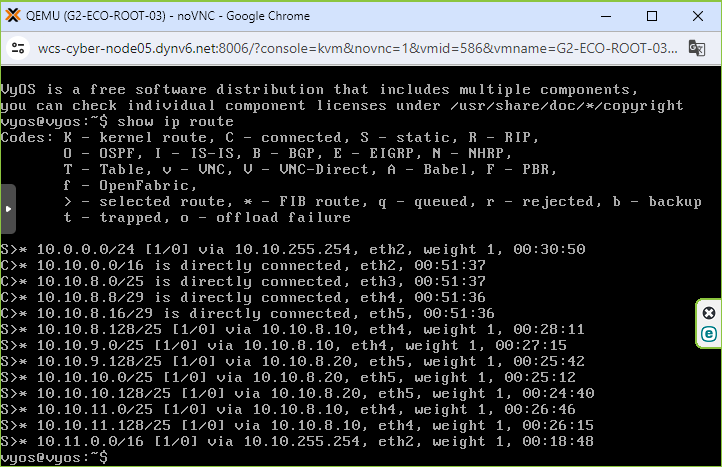 QEMU (G2-ECO-ROOT-03) - noVNC - Google Chrome
wcs-cyber-node05.dynv6.net:8006/?console=kvm&novnc=1&vmid=586&vmname=G2-ECO-ROOT-03...
VyOS is a free software distribution that includes multiple components,
you can check individual component licenses under /usr/share/doc/*/copyright
vyos@vyos:~$ show ip route
Codes: K - kernel route, C - connected, S - static, R - RIP,
       O - OSPF, I - IS-IS, B - BGP, E - EIGRP, N - NHRP,
       T - Table, v - VNC, V - VNC-Direct, A - Babel, F - PBR,
       f - OpenFabric,
       > - selected route, * - FIB route, q - queued, r - rejected, b - backup
       t - trapped, o - offload failure
S>* 10.0.0.0/24 [1/0] via 10.10.255.254, eth2, weight 1, 00:30:50
C>* 10.10.0.0/16 is directly connected, eth2, 00:51:37
C>* 10.10.8.0/25 is directly connected, eth3, 00:51:37
C>* 10.10.8.8/29 is directly connected, eth4, 00:51:36
C>* 10.10.8.16/29 is directly connected, eth5, 00:51:36
S>* 10.10.8.128/25 [1/0] via 10.10.8.10, eth4, weight 1, 00:28:11
S>* 10.10.9.0/25 [1/0] via 10.10.8.10, eth4, weight 1, 00:27:15
S>* 10.10.9.128/25 [1/0] via 10.10.8.20, eth5, weight 1, 00:25:42
S>* 10.10.10.0/25 [1/0] via 10.10.8.20, eth5, weight 1, 00:25:12
S>* 10.10.10.128/25 [1/0] via 10.10.8.20, eth5, weight 1, 00:24:40
S>* 10.10.11.0/25 [1/0] via 10.10.8.10, eth4, weight 1, 00:26:46
S>* 10.10.11.128/25 [1/0] via 10.10.8.10, eth4, weight 1, 00:26:15
S>* 10.11.0.0/16 [1/0] via 10.10.255.254, eth2, weight 1, 00:18:48
vyos@vyos:~$